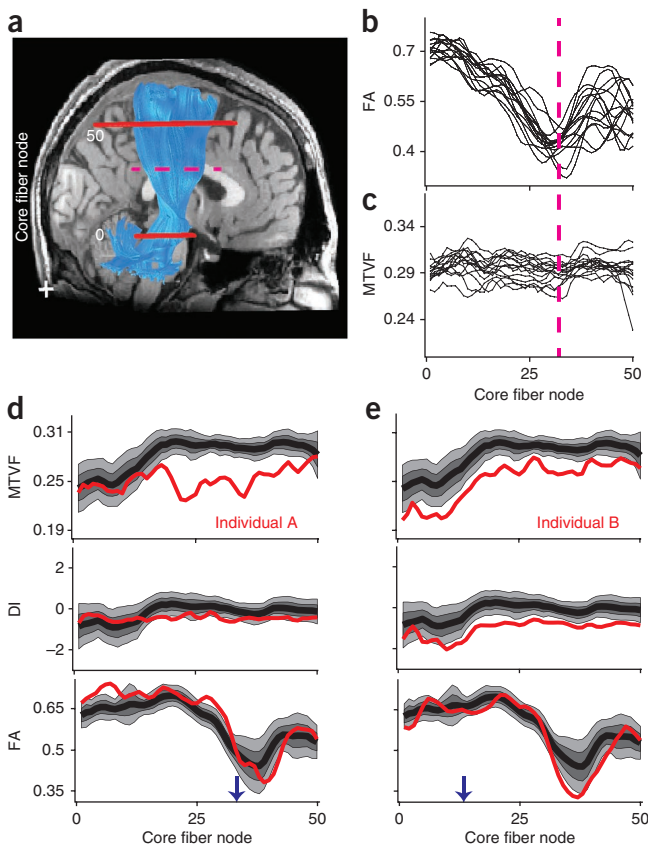 a
Core fiber node
50
0
b
FA
0.7
0.55
0.4
c
MTVF
0.34
0.29
0.24
0
25
50
Core fiber node
d
MTVF
0.31
0.25
0.19
Individual A
DI
2
0
−2
FA
0.65
0.5
0.35
0
25
50
Core fiber node
e
Individual B
0
25
50
Core fiber node